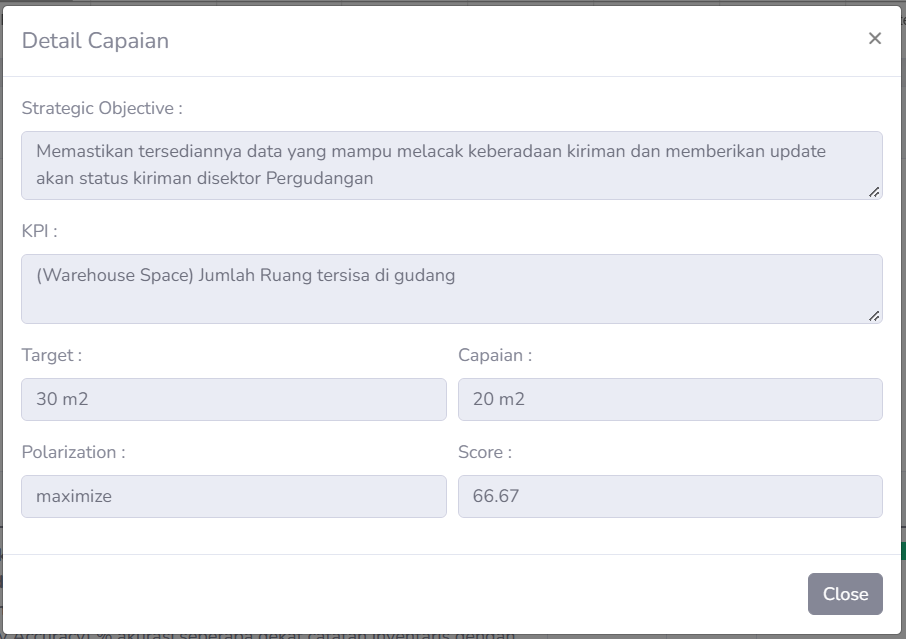 Detail Capaian
×
Strategic Objective :
Memastikan tersediannya data yang mampu melacak keberadaan kiriman dan memberikan update
akan status kiriman disektor Pergudangan
KPI :
(Warehouse Space) Jumlah Ruang tersisa di gudang
Target :
Capaian :
30 m2
20 m2
Polarization :
Score :
maximize
66.67
Close
Accuracy) % akurasi seberapa dekat catatan inventaris dengan